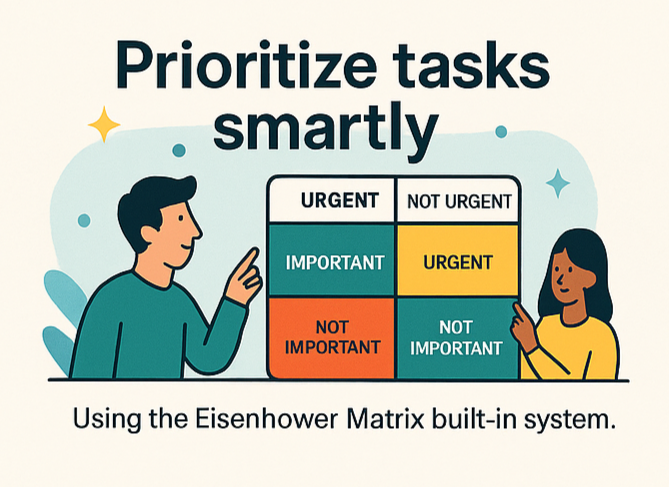 Prioritize tasks
smartly
URGENT
NOT URGENT
IMPORTANT
URGENT
NOT
IMPORTANT
NOT
IMPORTANT
Using the Eisenhower Matrix built-in system.